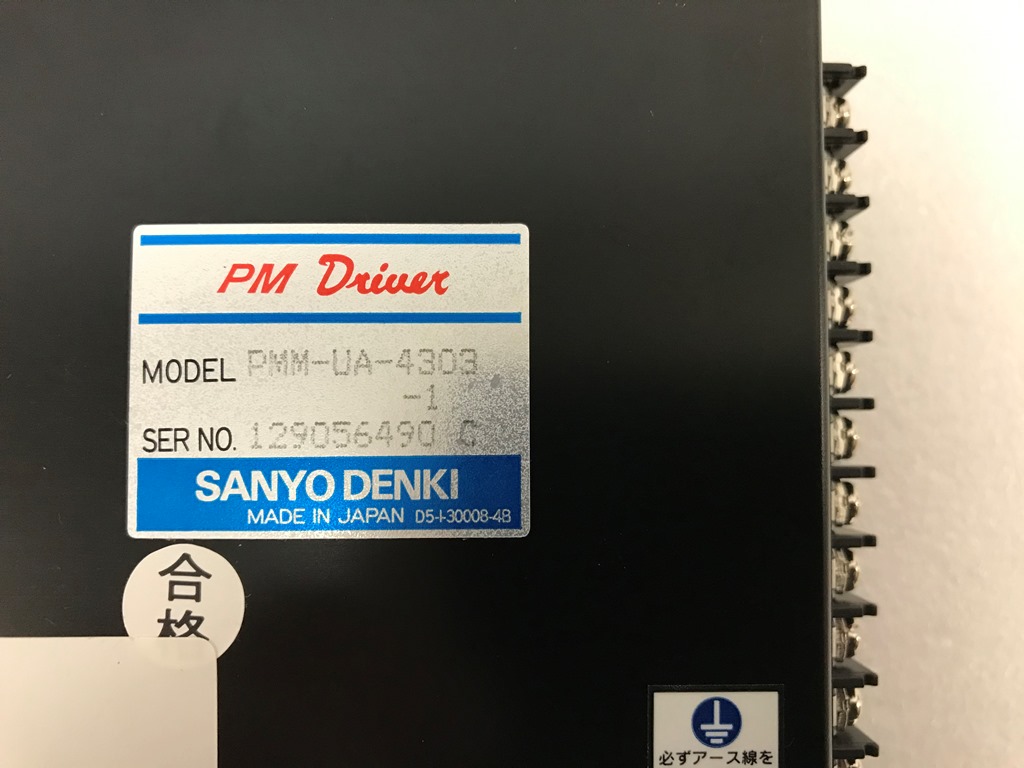 PM Driver
MODEL PMM-UA-4303
-1
SER NO. 129056490 C
SANYO DENKI
MADE IN JAPAN D5-I-30008-4B
合
格
必ずアース線を